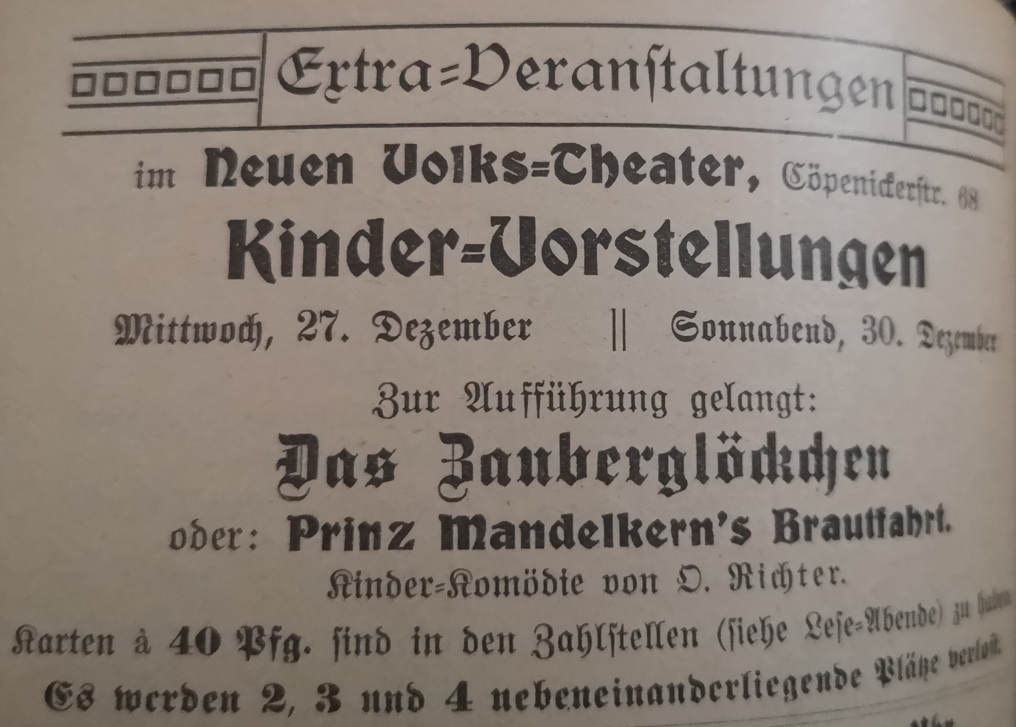 Extra-Veranſtaltungen
im Neuen Volks-Theater, Cöpenickerſtr. 68
Kinder-Vorstellungen
Mittwoch, 27. Dezember || Sonnabend, 30. Dezember
Zur Aufführung gelangt:
Das Zauberglöckchen
oder: Prinz Mandelkern's Brautfahrt.
Kinder-Komödie von O. Richter.
Karten à 40 Pfg. ſind in den Zahlſtellen (ſiehe Leſe-Abende) zu haben
Es werden 2, 3 und 4 nebeneinanderliegende Plätze verloſt.